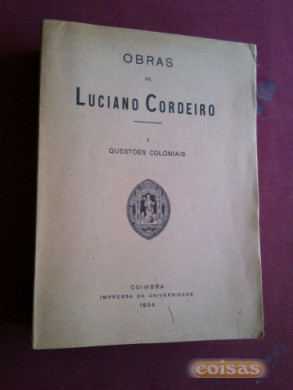 OBRAS
DE
LUCIANO CORDEIRO
I
QUESTÕES COLONIAIS
COIMBRA
IMPRENSA DA UNIVERSIDADE
1934
coisas